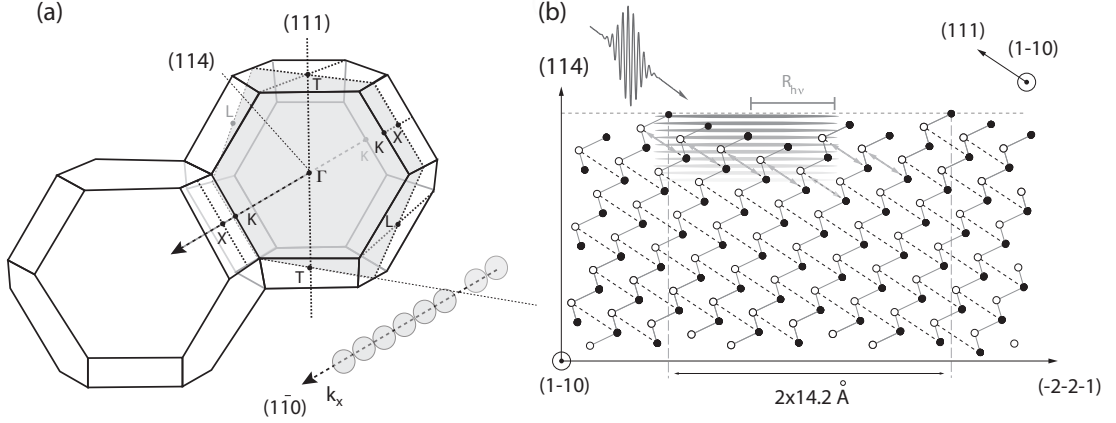 (a)
(111)
(114)
T
L
X
K
K
Γ
K
X
L
T
(11̄0)
kₓ
(b)
(114)
Rhν
(111)
(1-10)
(1-10)
2x14.2 Å
(-2-2-1)